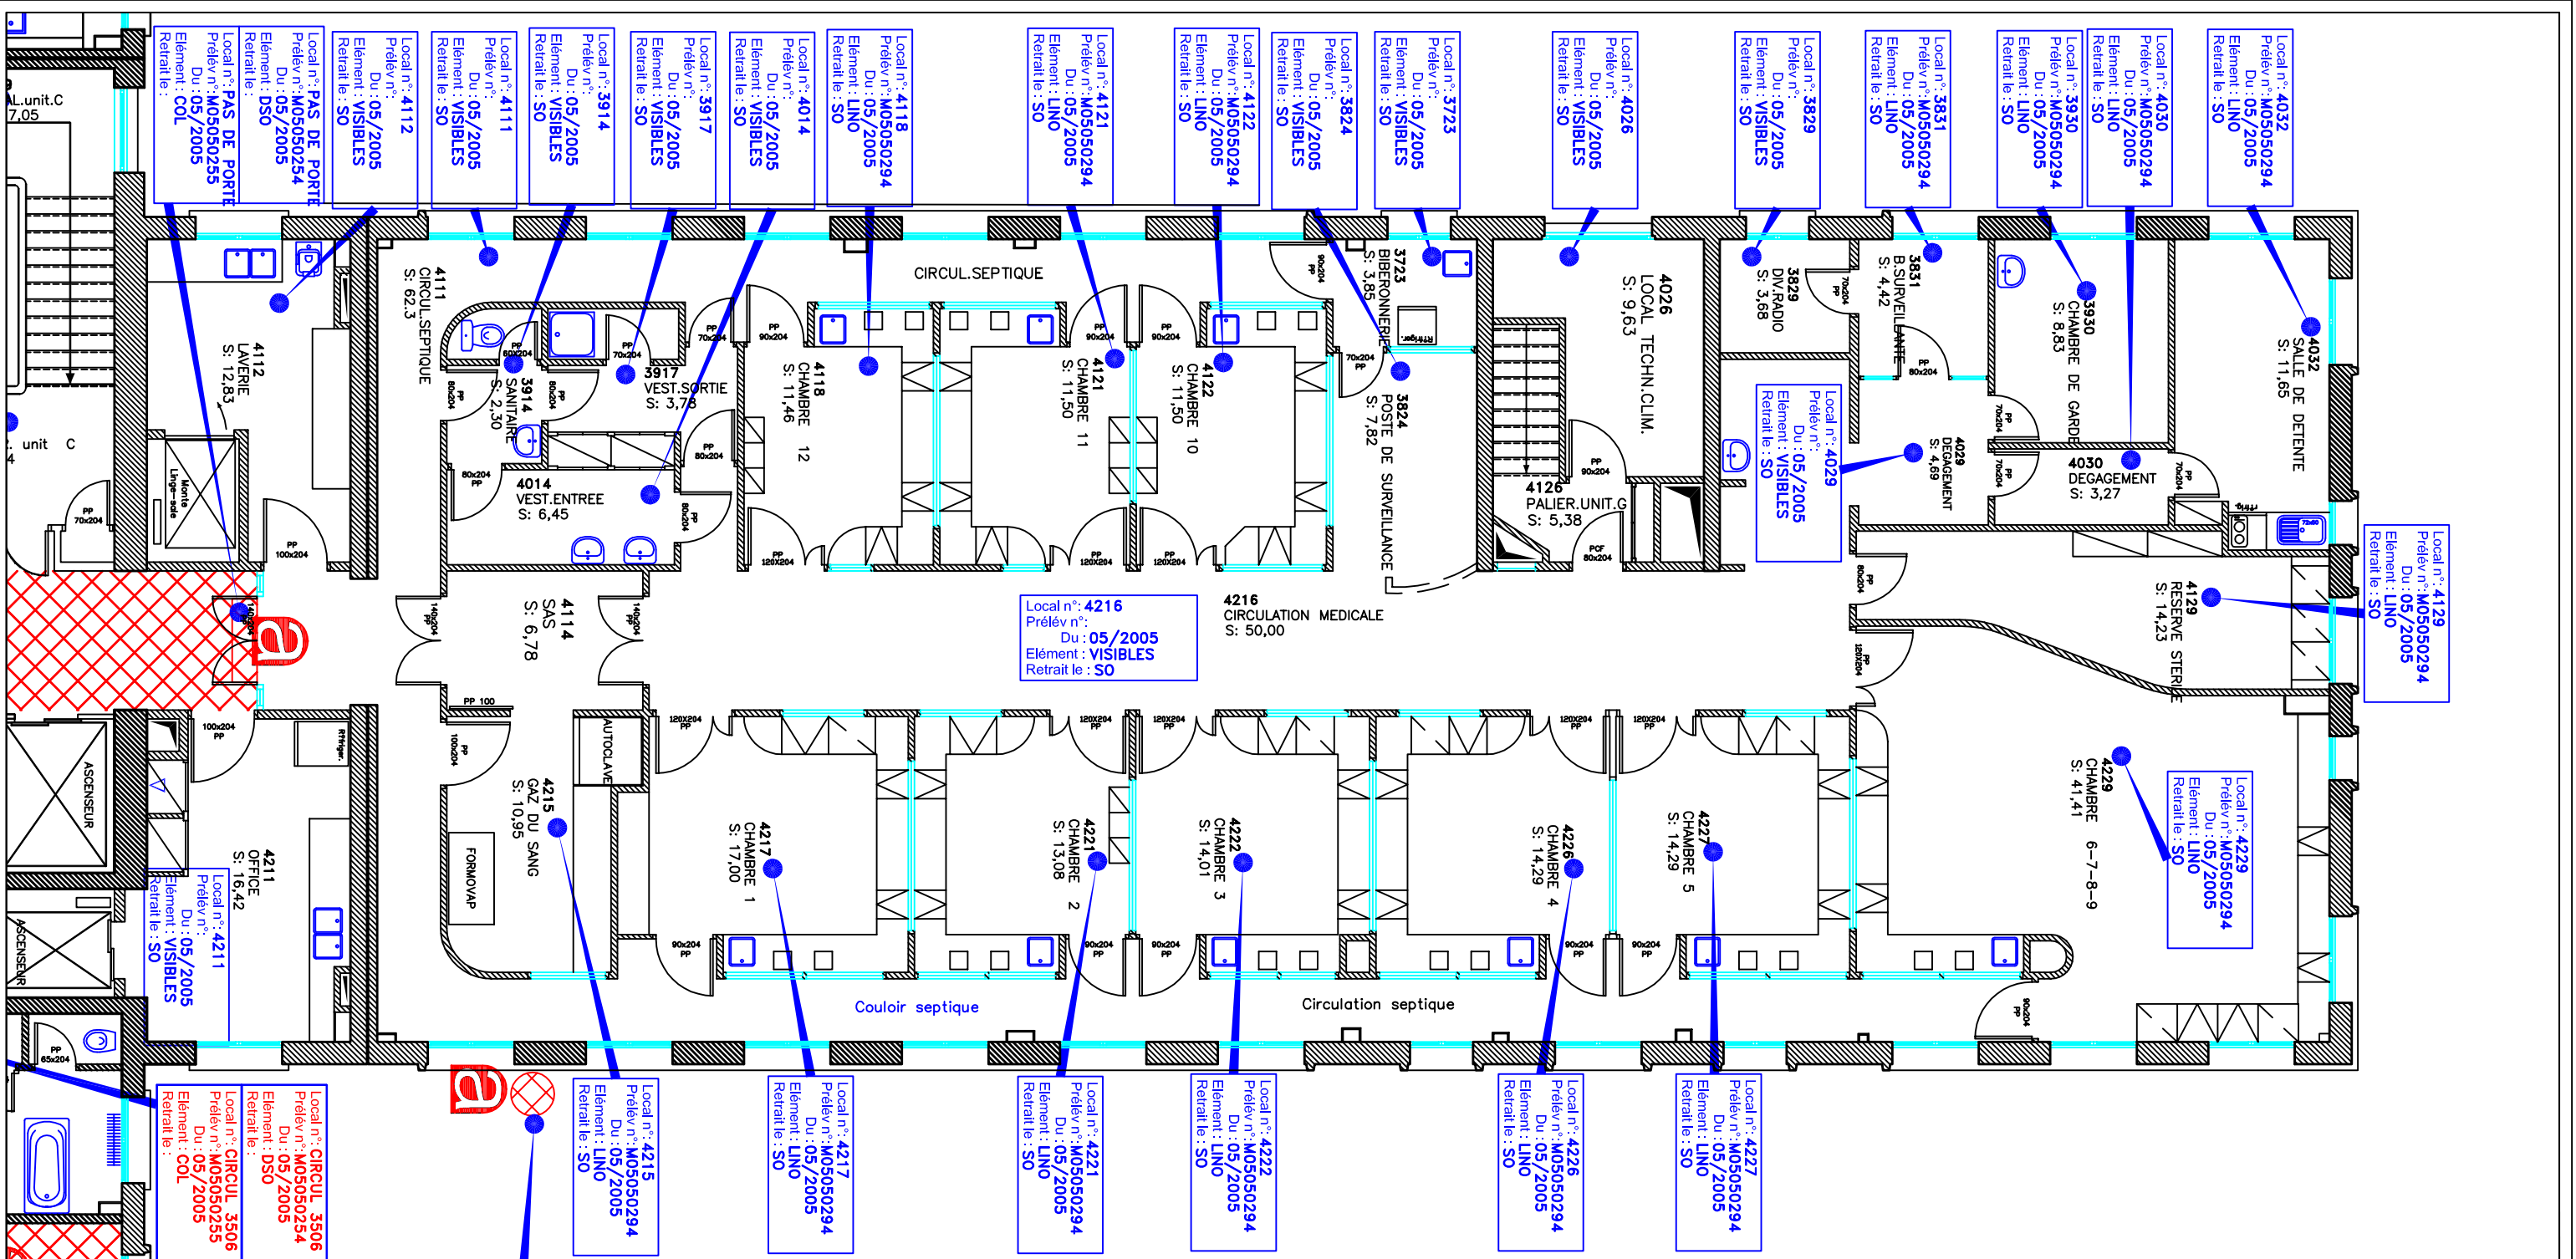 Local n°: PAS DE PORTE
Prélév n°: M05050255
Du : 05/2005
Elément : COL
Retrait le :
Local n°: PAS DE PORTE
Prélév n°: M05050254
Du : 05/2005
Elément : DSO
Retrait le :
Local n°: 4112
Prélév n°:
Du : 05/2005
Elément : VISIBLES
Retrait le : SO
Local n°: 4111
Prélév n°:
Du : 05/2005
Elément : VISIBLES
Retrait le : SO
Local n°: 3914
Prélév n°:
Du : 05/2005
Elément : VISIBLES
Retrait le : SO
Local n°: 3917
Prélév n°:
Du : 05/2005
Elément : VISIBLES
Retrait le : SO
Local n°: 4014
Prélév n°:
Du : 05/2005
Elément : VISIBLES
Retrait le : SO
Local n°: 4118
Prélév n°: M05050294
Du : 05/2005
Elément : LINO
Retrait le : SO
Local n°: 4121
Prélév n°: M05050294
Du : 05/2005
Elément : LINO
Retrait le : SO
Local n°: 4122
Prélév n°: M05050294
Du : 05/2005
Elément : LINO
Retrait le : SO
Local n°: 3824
Prélév n°:
Du : 05/2005
Elément : VISIBLES
Retrait le : SO
Local n°: 3723
Prélév n°:
Du : 05/2005
Elément : VISIBLES
Retrait le : SO
Local n°: 4026
Prélév n°:
Du : 05/2005
Elément : VISIBLES
Retrait le : SO
Local n°: 3829
Prélév n°:
Du : 05/2005
Elément : VISIBLES
Retrait le : SO
Local n°: 3831
Prélév n°: M05050294
Du : 05/2005
Elément : LINO
Retrait le : SO
Local n°: 3930
Prélév n°: M05050294
Du : 05/2005
Elément : LINO
Retrait le : SO
Local n°: 4030
Prélév n°: M05050294
Du : 05/2005
Elément : LINO
Retrait le : SO
Local n°: 4032
Prélév n°: M05050294
Du : 05/2005
Elément : LINO
Retrait le : SO
AL.unit.C
7,05
unit C
4
4112
LAVERIE
S: 12,83
Monte
Linge-sale
4111
CIRCUL.SEPTIQUE
S: 62.3
CIRCUL.SEPTIQUE
3914
SANITAIRE
S: 2,30
3917
VEST.SORTIE
S: 3,78
4014
VEST.ENTREE
S: 6,45
4118
CHAMBRE 12
S: 11,46
4121
CHAMBRE 11
S: 11,50
4122
CHAMBRE 10
S: 11,50
3723
BIBERONNERIE
S: 3,85
3824
POSTE DE SURVEILLANCE
S: 7,82
4026
LOCAL TECHN.CLIM.
S: 9,63
4126
PALIER.UNIT.G
S: 5,38
PCF
80x204
3829
DIV.RADIO
S: 3,68
3831
B.SURVEILLANTE
S: 4,42
3930
CHAMBRE DE GARDE
S: 8,83
4032
SALLE DE DETENTE
S: 11,65
4029
DEGAGEMENT
S: 4,69
4030
DEGAGEMENT
S: 3,27
Local n°: 4029
Prélév n°:
Du : 05/2005
Elément : VISIBLES
Retrait le : SO
Local n°: 4129
Prélév n°: M05050294
Du : 05/2005
Elément : LINO
Retrait le : SO
4129
RESERVE STERILE
S: 14,23
4114
SAS
S: 6,78
PP 100
Local n°: 4216
Prélév n°:
Du : 05/2005
Elément : VISIBLES
Retrait le : SO
4216
CIRCULATION MEDICALE
S: 50,00
a
ASCENSEUR
ASCENSEUR
4211
OFFICE
S: 16,42
Local n°: 4211
Prélév n°:
Du : 05/2005
Elément : VISIBLES
Retrait le : SO
AUTOCLAVE
FORMOVAP
4215
GAZ DU SANG
S: 10,95
4217
CHAMBRE 1
S: 17,00
4221
CHAMBRE 2
S: 13,08
4222
CHAMBRE 3
S: 14,01
4226
CHAMBRE 4
S: 14,29
4227
CHAMBRE 5
S: 14,29
4229
CHAMBRE 6-7-8-9
S: 41,41
Local n°: 4229
Prélév n°: M05050294
Du : 05/2005
Elément : LINO
Retrait le : SO
Couloir septique
Circulation septique
a
Local n°: CIRCUL 3506
Prélév n°: M05050255
Du : 05/2005
Elément : COL
Retrait le :
Local n°: CIRCUL 3506
Prélév n°: M05050254
Du : 05/2005
Elément : DSO
Retrait le :
Local n°: 4215
Prélév n°: M05050294
Du : 05/2005
Elément : LINO
Retrait le : SO
Local n°: 4217
Prélév n°: M05050294
Du : 05/2005
Elément : LINO
Retrait le : SO
Local n°: 4221
Prélév n°: M05050294
Du : 05/2005
Elément : LINO
Retrait le : SO
Local n°: 4222
Prélév n°: M05050294
Du : 05/2005
Elément : LINO
Retrait le : SO
Local n°: 4226
Prélév n°: M05050294
Du : 05/2005
Elément : LINO
Retrait le : SO
Local n°: 4227
Prélév n°: M05050294
Du : 05/2005
Elément : LINO
Retrait le : SO